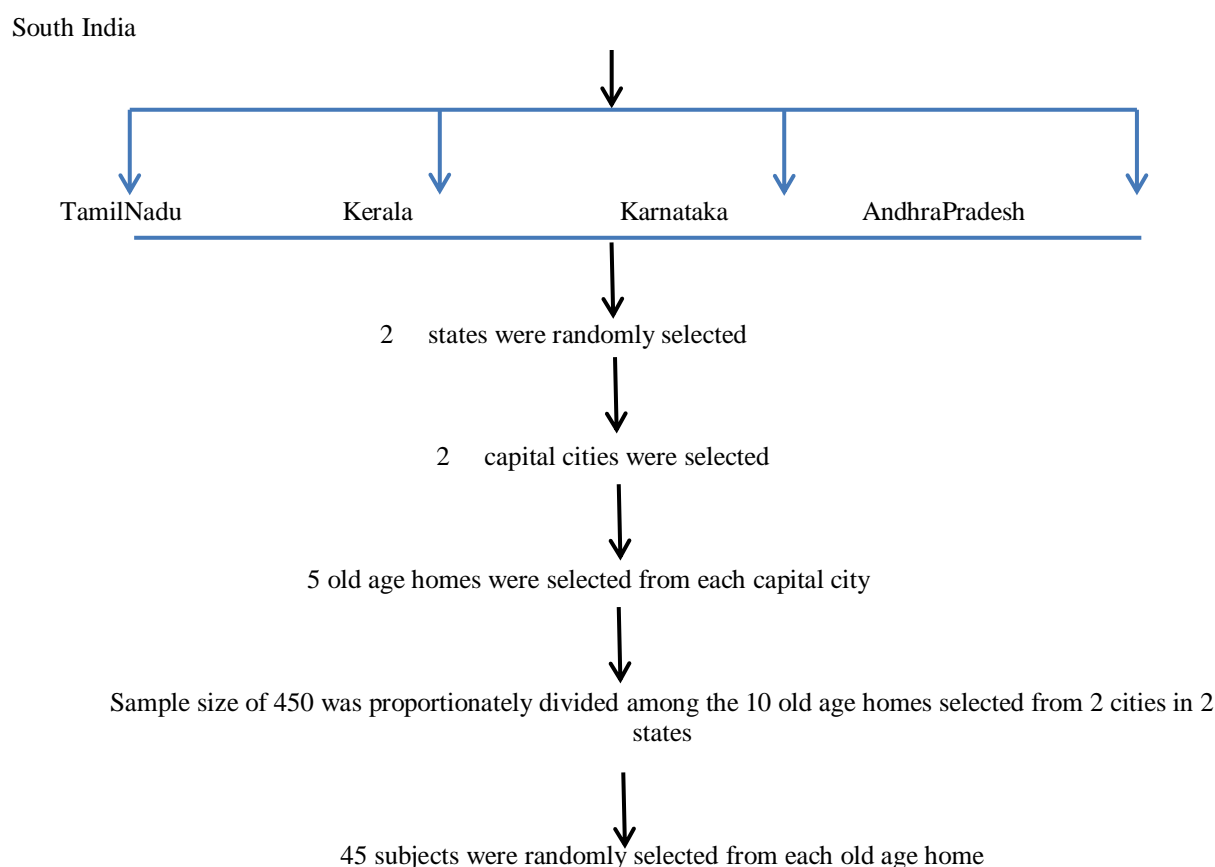 South India
TamilNadu Kerala Karnataka AndhraPradesh
2 states were randomly selected
2 capital cities were selected
5 old age homes were selected from each capital city
Sample size of 450 was proportionately divided among the 10 old age homes selected from 2 cities in 2
states
45 subjects were randomly selected from each old age home